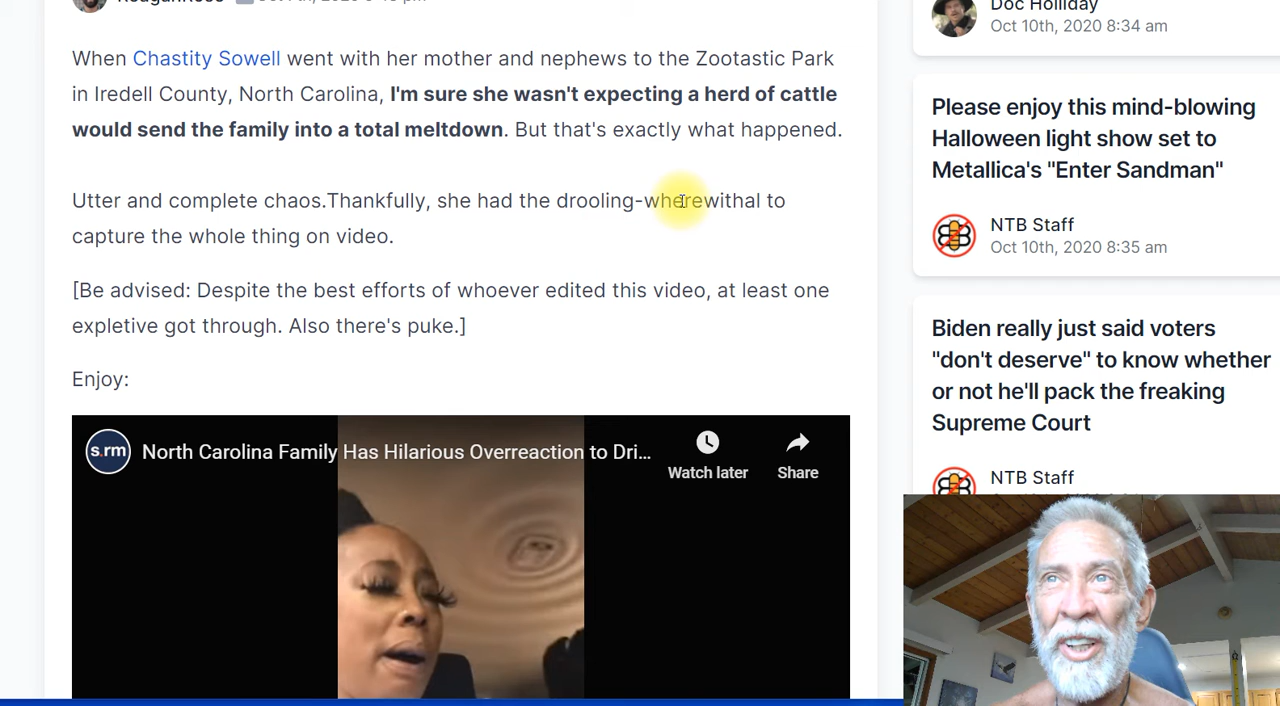 When Chastity Sowell went with her mother and nephews to the Zootastic Park
in Iredell County, North Carolina, I'm sure she wasn't expecting a herd of cattle
would send the family into a total meltdown. But that's exactly what happened.
Utter and complete chaos.Thankfully, she had the drooling-wherewithal to
capture the whole thing on video.
[Be advised: Despite the best efforts of whoever edited this video, at least one
expletive got through. Also there's puke.]
Enjoy:
s.rm
North Carolina Family Has Hilarious Overreaction to Dri...
Watch later
Share
Doc Holliday
Oct 10th, 2020 8:34 am
Please enjoy this mind-blowing
Halloween light show set to
Metallica's "Enter Sandman"
NTB Staff
Oct 10th, 2020 8:35 am
Biden really just said voters
"don't deserve" to know whether
or not he'll pack the freaking
Supreme Court
NTB Staff